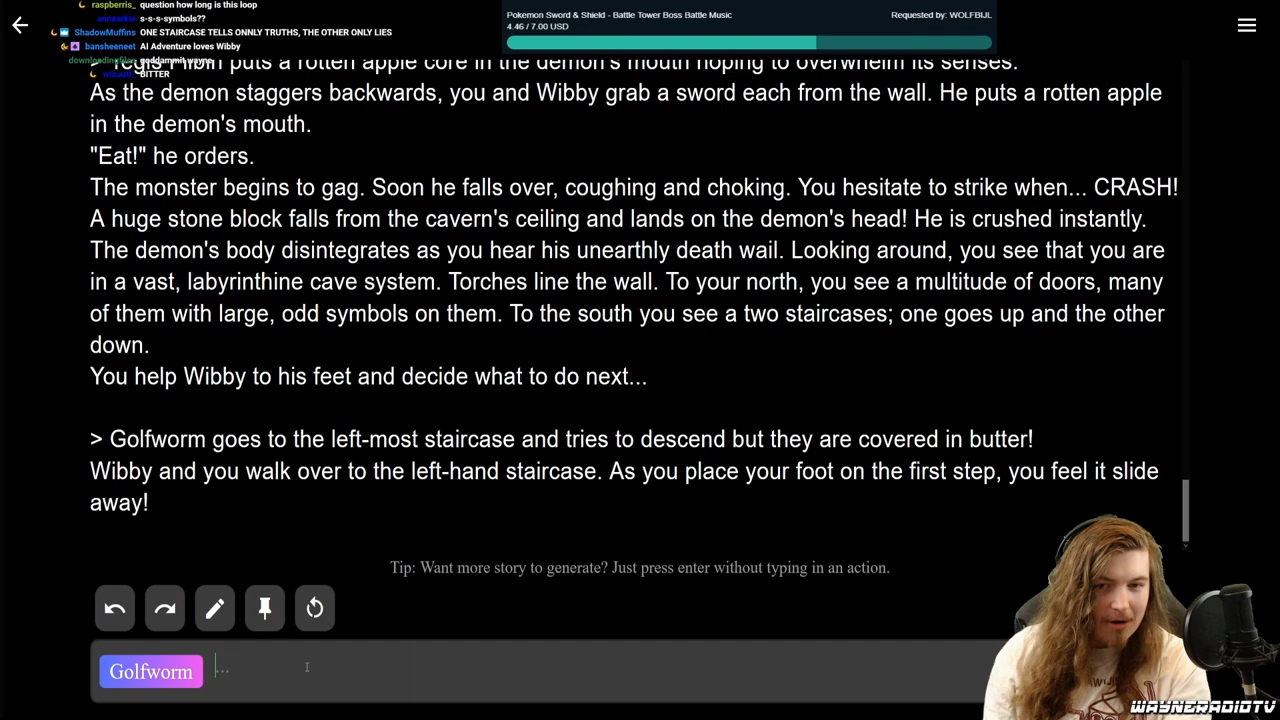 raspberris_ question how long is this loop
annearkie s-s-s-symbols??
ShadowMuffins ONE STAIRCASE TELLS ONNLY TRUTHS, THE OTHER ONLY LIES
bansheeneet AI Adventure loves Wibby
goddammit wayne
BITTER
Pokemon Sword & Shield - Battle Tower Boss Battle Music
Requested by: WOLFBIJL
4.46 / 7.00 USD
puts a rotten apple core in the demon's mouth hoping to overwhelm its senses.
As the demon staggers backwards, you and Wibby grab a sword each from the wall. He puts a rotten apple
in the demon's mouth.
"Eat!" he orders.
The monster begins to gag. Soon he falls over, coughing and choking. You hesitate to strike when... CRASH!
A huge stone block falls from the cavern's ceiling and lands on the demon's head! He is crushed instantly.
The demon's body disintegrates as you hear his unearthly death wail. Looking around, you see that you are
in a vast, labyrinthine cave system. Torches line the wall. To your north, you see a multitude of doors, many
of them with large, odd symbols on them. To the south you see a two staircases; one goes up and the other
down.
You help Wibby to his feet and decide what to do next...
> Golfworm goes to the left-most staircase and tries to descend but they are covered in butter!
Wibby and you walk over to the left-hand staircase. As you place your foot on the first step, you feel it slide
away!
Tip: Want more story to generate? Just press enter without typing in an action.
Golfworm ...
WAYNERADIOTV